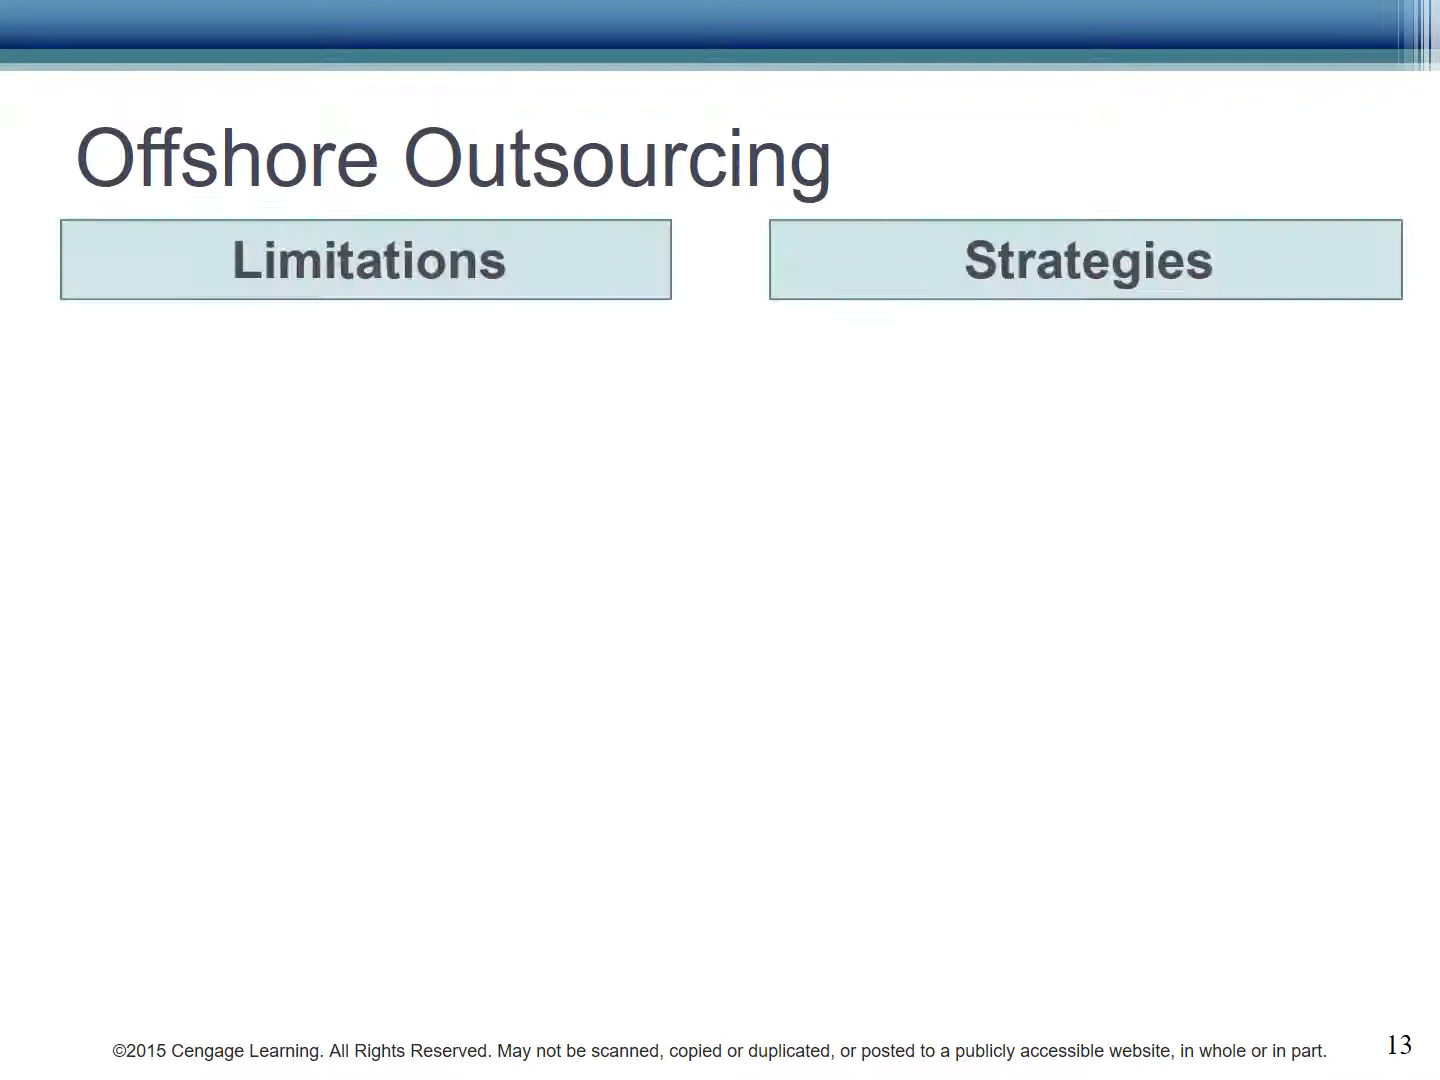 Offshore Outsourcing
Limitations
Strategies
©2015 Cengage Learning. All Rights Reserved. May not be scanned, copied or duplicated, or posted to a publicly accessible website, in whole or in part.
13